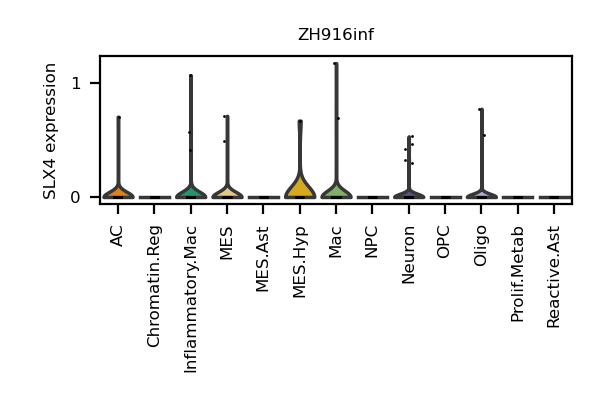 ZH916inf
SLX4 expression
1
0
AC
Chromatin.Reg
Inflammatory.Mac
MES
MES.Ast
MES.Hyp
Mac
NPC
Neuron
OPC
Oligo
Prolif.Metab
Reactive.Ast